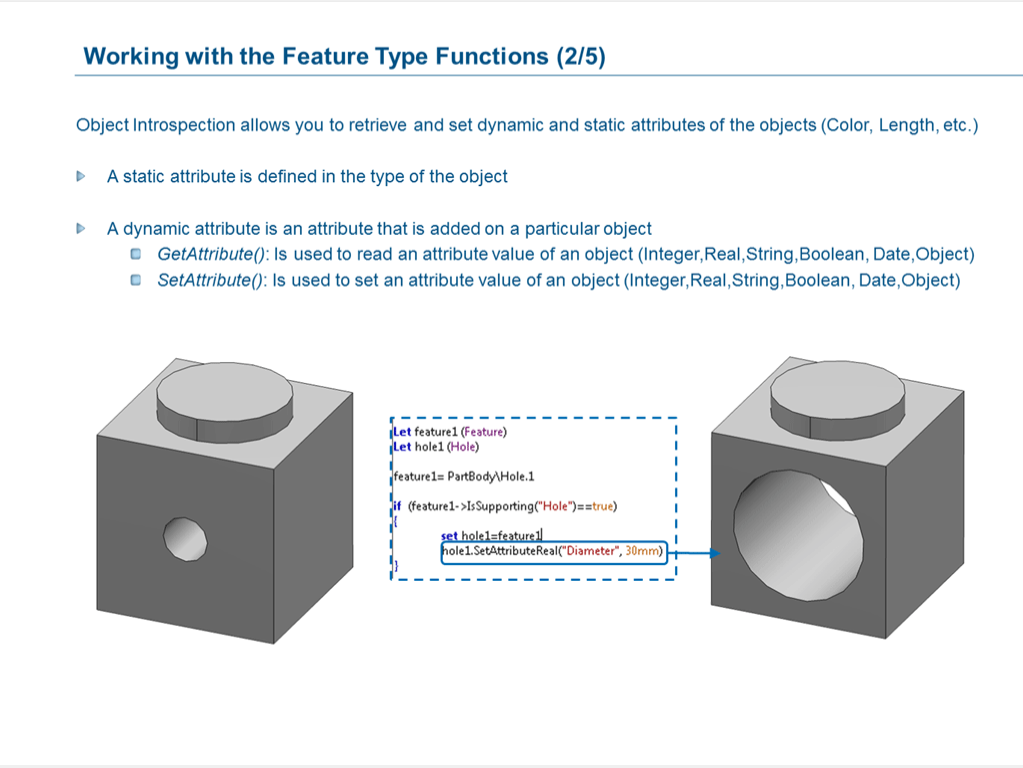 Working with the Feature Type Functions (2/5)
Object Introspection allows you to retrieve and set dynamic and static attributes of the objects (Color, Length, etc.)
A static attribute is defined in the type of the object
A dynamic attribute is an attribute that is added on a particular object
GetAttribute(): Is used to read an attribute value of an object (Integer,Real,String,Boolean, Date,Object)
SetAttribute(): Is used to set an attribute value of an object (Integer,Real,String,Boolean, Date,Object)
Let feature1 (Feature)
Let hole1 (Hole)
feature1= PartBody\Hole.1
if (feature1->IsSupporting("Hole")==true)
{
set hole1=feature1
hole1.SetAttributeReal("Diameter", 30mm)
}